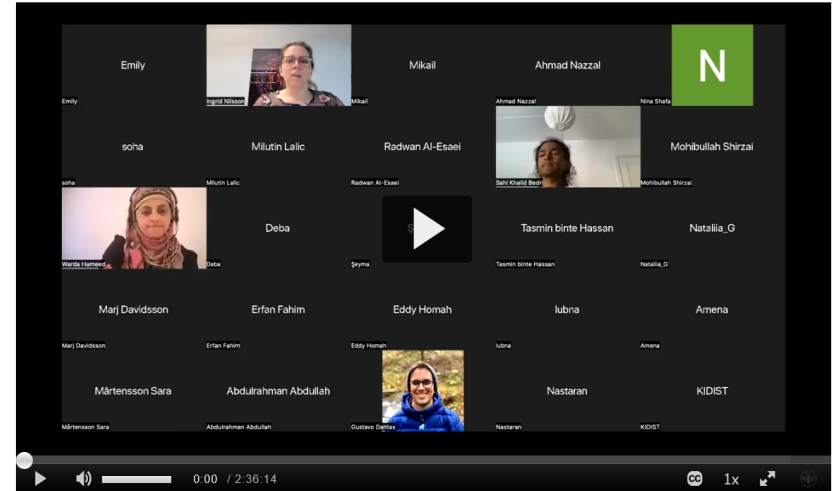 Emily
Mikail
Ahmad Nazzal
N
Emily
Ingrid Nilsson
Mikail
Ahmad Nazzal
Nina Shafa
soha
Milutin Lalic
Radwan Al-Esaei
Mohibullah Shirzai
soha
Milutin Lalic
Radwan Al-Esaei
Sahl Khalid Bedri
Mohibullah Shirzai
Deba
Tasmin binte Hassan
Nataliia_G
Warda Hameed
Deba
Şeyma
Tasmin binte Hassan
Nataliia_G
Marj Davidsson
Erfan Fahim
Eddy Homah
lubna
Amena
Marj Davidsson
Erfan Fahim
Eddy Homah
lubna
Amena
Mårtensson Sara
Abdulrahman Abdullah
Nastaran
KIDIST
Mårtensson Sara
Abdulrahman Abdullah
Gustavo Dantas
Nastaran
KIDIST
0:00 / 2:36:14
CC
1x